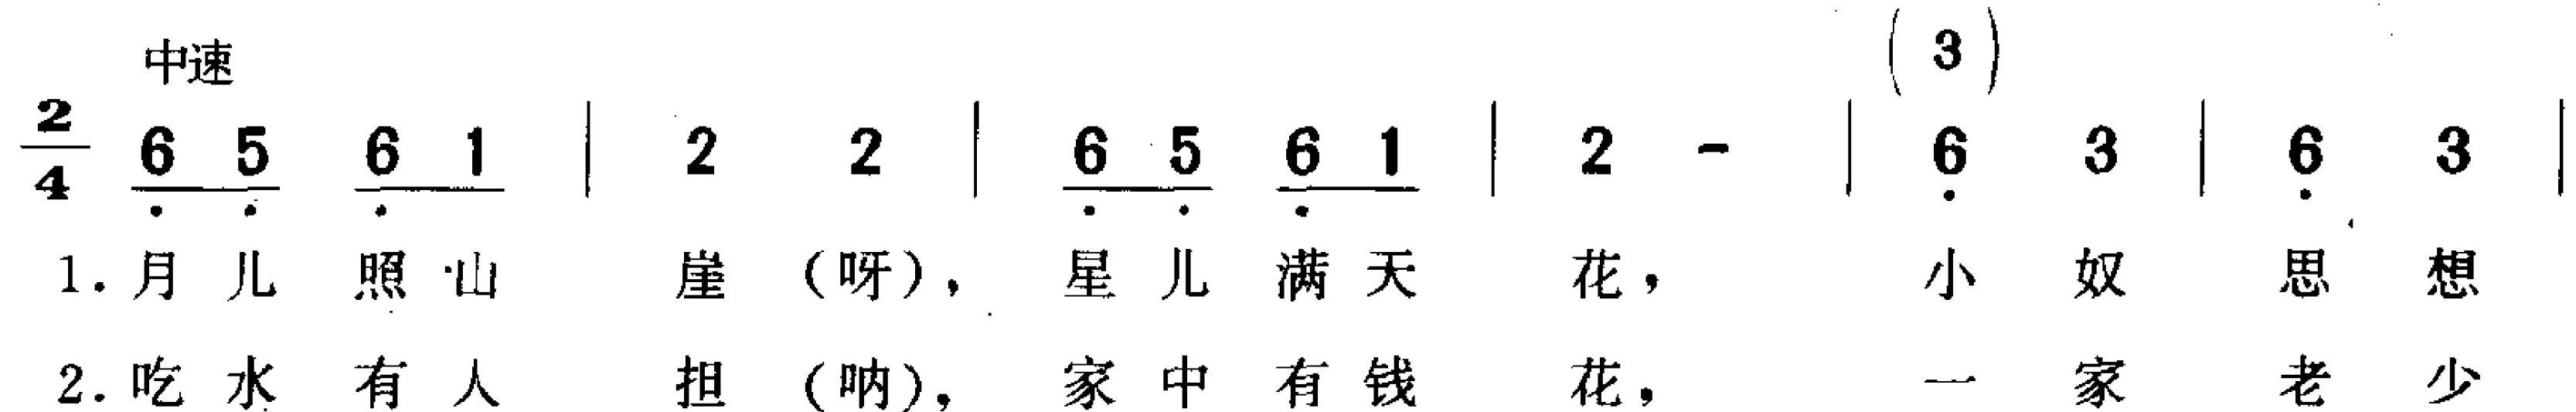 中速
(3)
2/4 6̣ 5̣ 6̣ 1 | 2 2 | 6̣ 5̣ 6̣ 1 | 2 - | 6̣ 3 | 6̣ 3 |
1. 月儿照山崖(呀), 星儿满天花, 小奴思想
2. 吃水有人担(呐), 家中有钱花, 一家老少